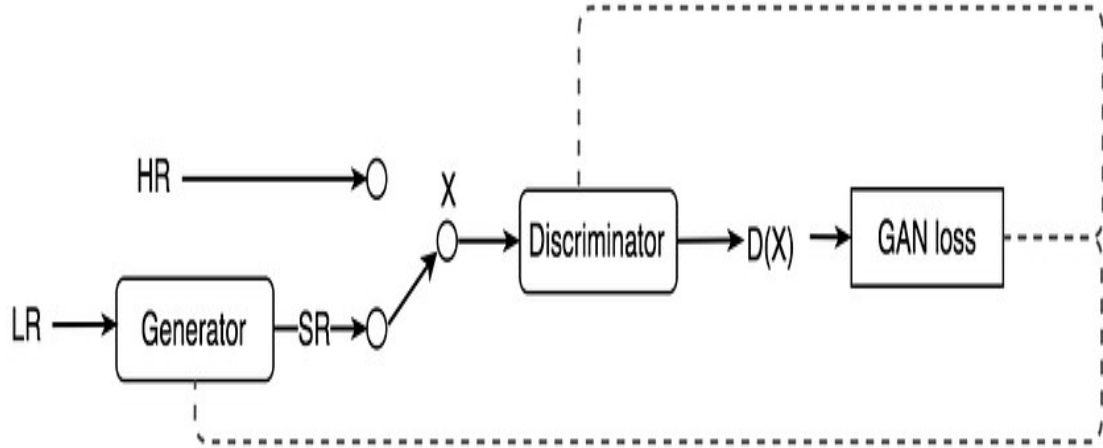 HR
X
Discriminator
D(X)
GAN loss
LR
Generator
SR